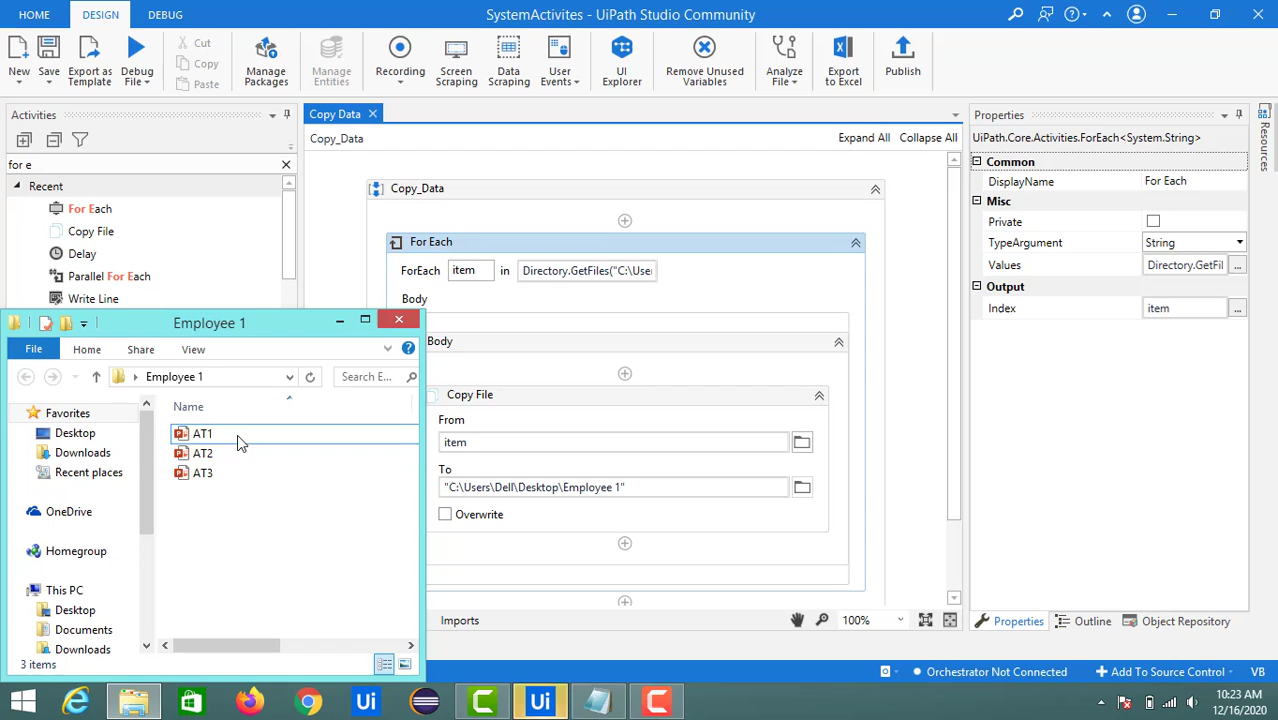 HOME
DESIGN
DEBUG
SystemActivites - UiPath Studio Community
New
Save
Export as Template
Debug File
Cut
Copy
Paste
Manage Packages
Manage Entities
Recording
Screen Scraping
Data Scraping
User Events
UI Explorer
Remove Unused Variables
Analyze File
Export to Excel
Publish
Activities
for e
Recent
For Each
Copy File
Delay
Parallel For Each
Write Line
Copy Data
Copy_Data
Expand All
Collapse All
Copy_Data
For Each
ForEach
item
in
Directory.GetFiles("C:\Use
Body
Body
Copy File
From
item
To
"C:\Users\Dell\Desktop\Employee 1"
Overwrite
Imports
100%
Properties
UiPath.Core.Activities.ForEach<System.String>
Common
DisplayName
For Each
Misc
Private
TypeArgument
String
Values
Directory.GetFil
...
Output
Index
item
...
Resources
Properties
Outline
Object Repository
Employee 1
File
Home
Share
View
Employee 1
Search E...
Favorites
Desktop
Downloads
Recent places
OneDrive
Homegroup
This PC
Desktop
Documents
Downloads
Name
AT1
AT2
AT3
3 items
Orchestrator Not Connected
Add To Source Control
VB
Ui
Ui
10:23 AM
12/16/2020